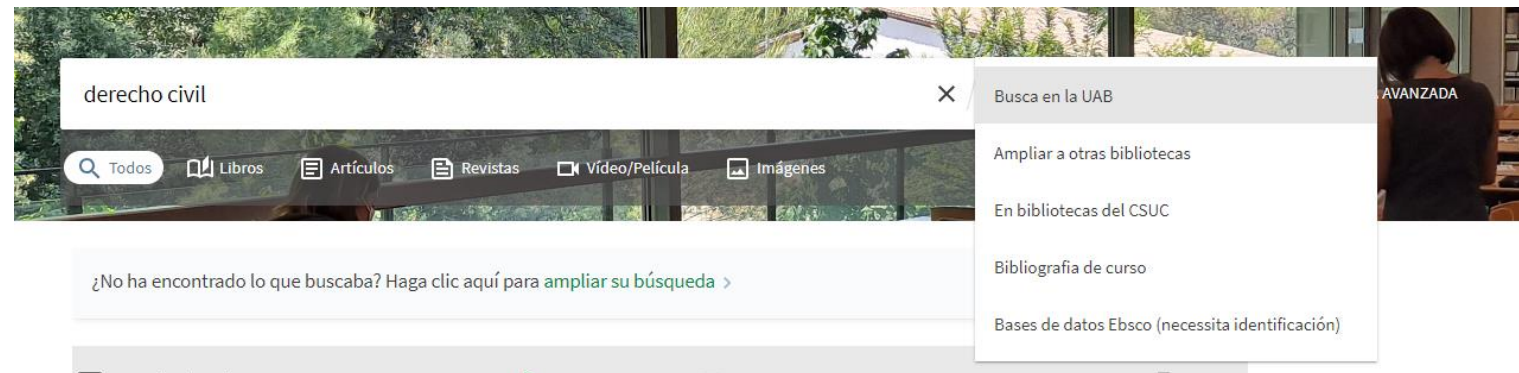 derecho civil
Busca en la UAB
AVANZADA
Todos
Libros
Artículos
Revistas
Vídeo/Película
Imágenes
Ampliar a otras bibliotecas
En bibliotecas del CSUC
¿No ha encontrado lo que buscaba? Haga clic aquí para ampliar su búsqueda >
Bibliografia de curso
Bases de datos Ebsco (necessita identificación)